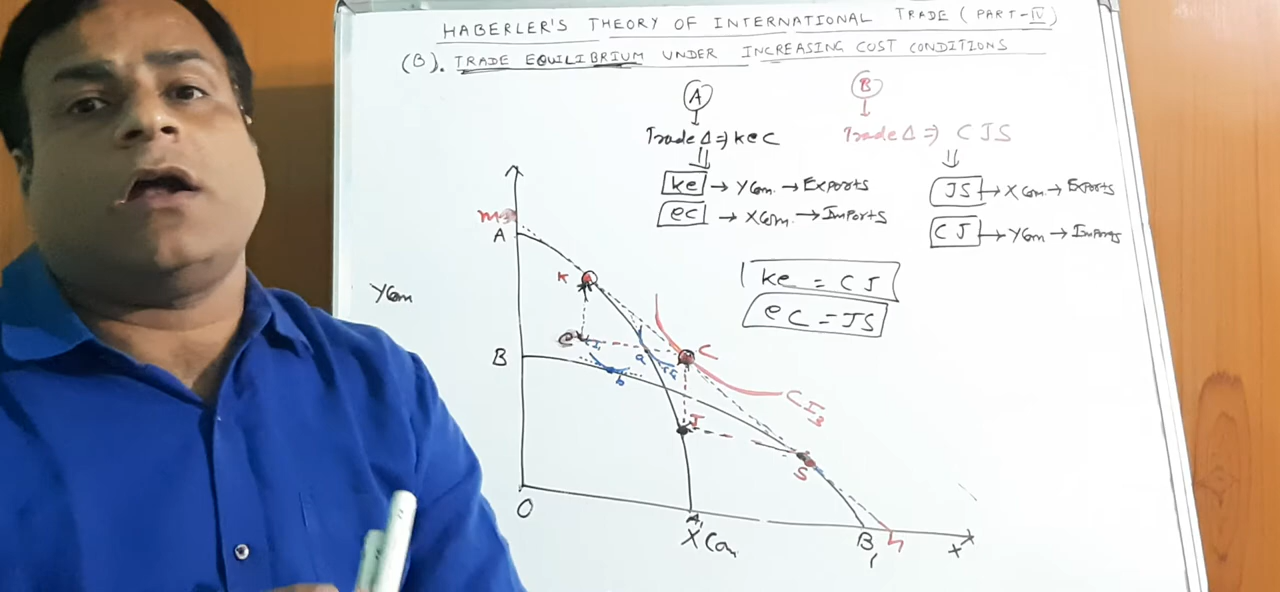 HABERLER'S THEORY OF INTERNATIONAL TRADE (PART-IV)
(B). TRADE EQUILIBRIUM UNDER INCREASING COST CONDITIONS
A
B
Trade Δ ⇒ keC
Trade Δ ⇒ CJS
ke → YCom. → Exports
JS → XCom → Exports
eC → XCom. → Imports
CJ → YCom → Imports
ke = CJ
eC = JS
m
A
K
YCom
e
C
B
a
b
CI3
J
S
O
A1
XCom
B1
h
X